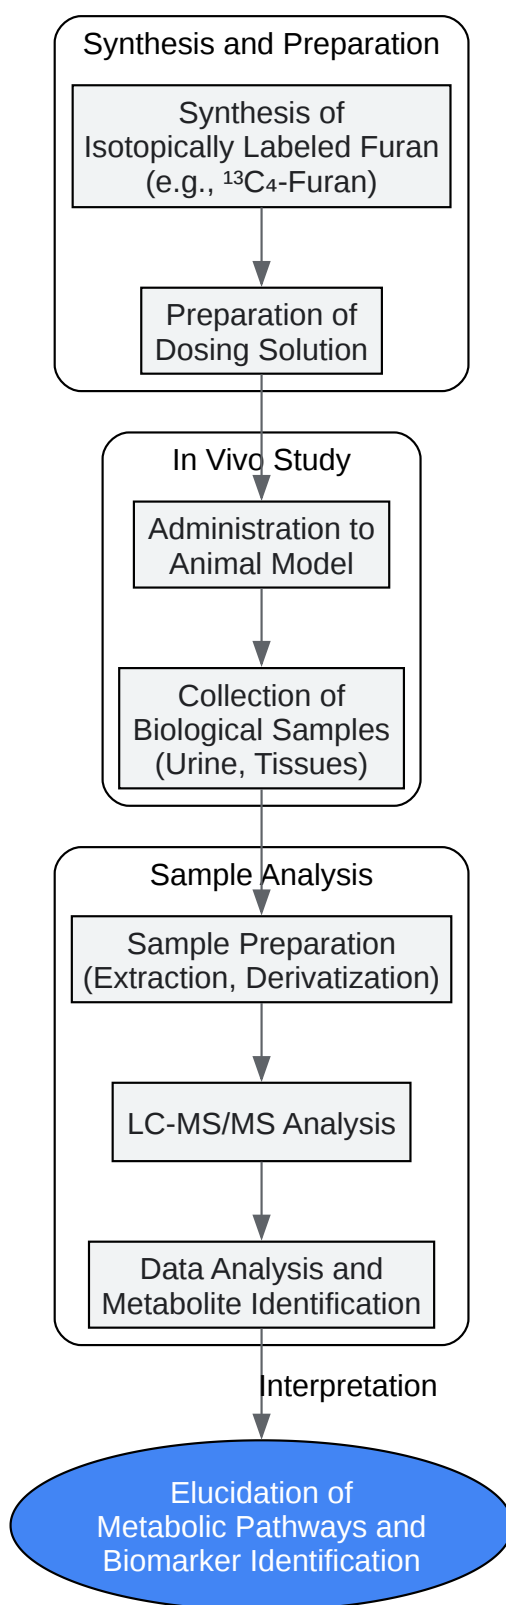 Synthesis and Preparation
Synthesis of
Isotopically Labeled Furan
(e.g., ¹³C₄-Furan)
Preparation of
Dosing Solution
In Vivo Study
Administration to
Animal Model
Collection of
Biological Samples
(Urine, Tissues)
Sample Analysis
Sample Preparation
(Extraction, Derivatization)
LC-MS/MS Analysis
Data Analysis and
Metabolite Identification
Interpretation
Elucidation of
Metabolic Pathways and
Biomarker Identification